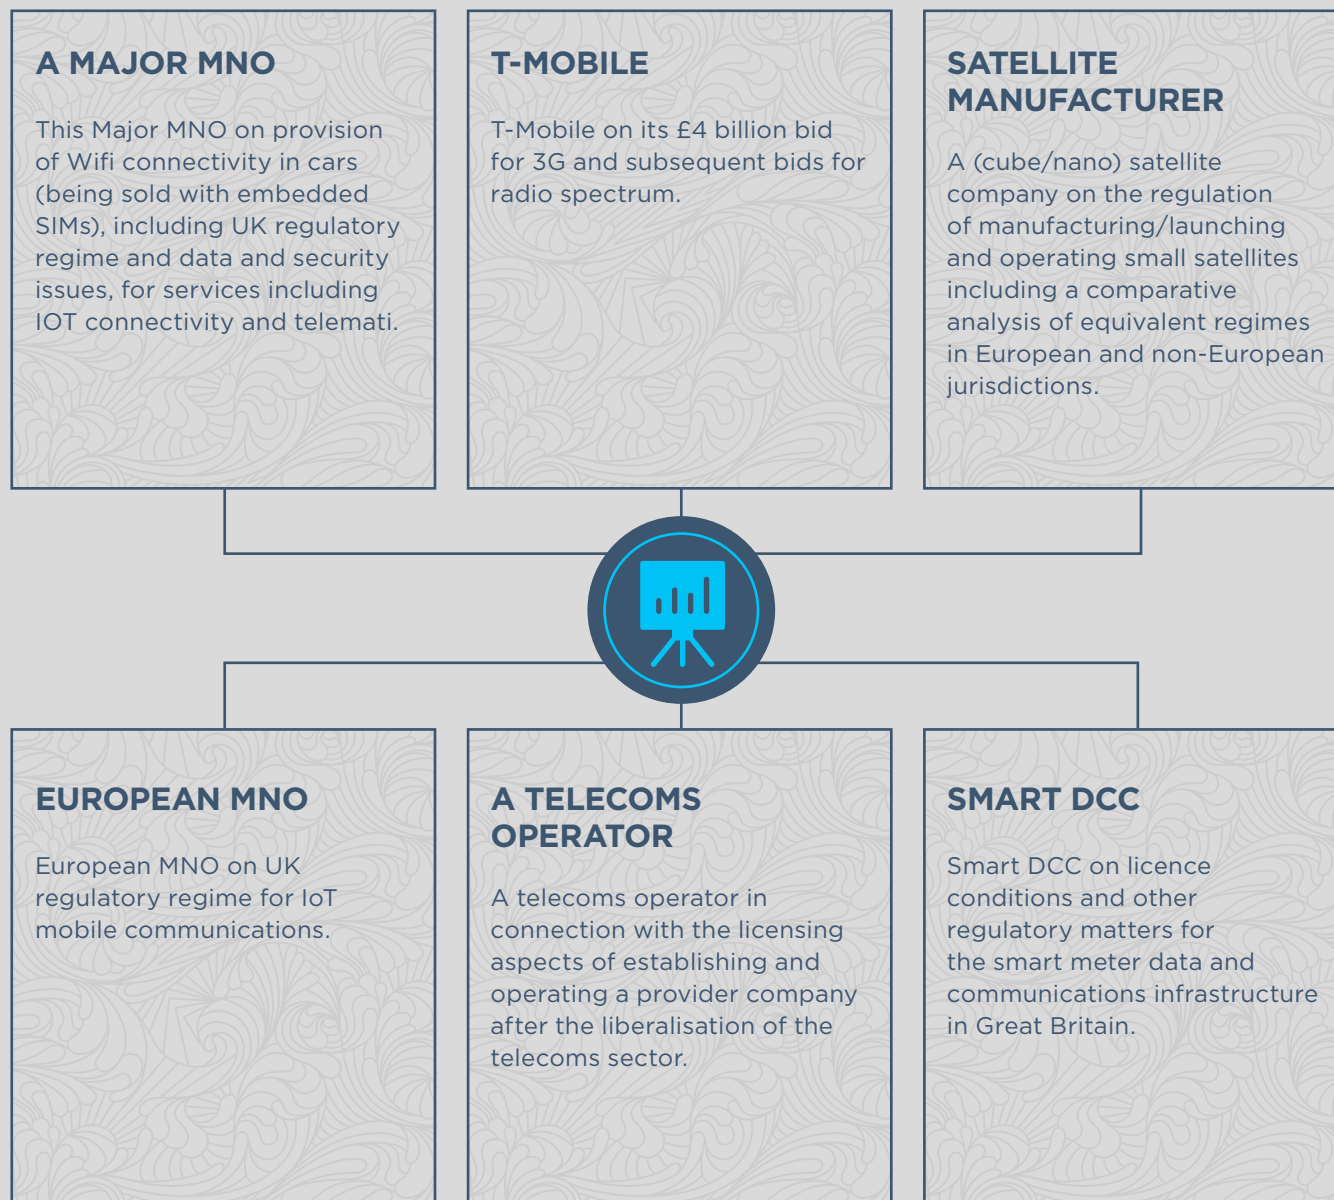 A MAJOR MNO
This Major MNO on provision
of Wifi connectivity in cars
(being sold with embedded
SIMs), including UK regulatory
regime and data and security
issues, for services including
IOT connectivity and telemati.
T-MOBILE
T-Mobile on its £4 billion bid
for 3G and subsequent bids for
radio spectrum.
SATELLITE
MANUFACTURER
A (cube/nano) satellite
company on the regulation
of manufacturing/launching
and operating small satellites
including a comparative
analysis of equivalent regimes
in European and non-European
jurisdictions.
EUROPEAN MNO
European MNO on UK
regulatory regime for IoT
mobile communications.
A TELECOMS
OPERATOR
A telecoms operator in
connection with the licensing
aspects of establishing and
operating a provider company
after the liberalisation of the
telecoms sector.
SMART DCC
Smart DCC on licence
conditions and other
regulatory matters for
the smart meter data and
communications infrastructure
in Great Britain.